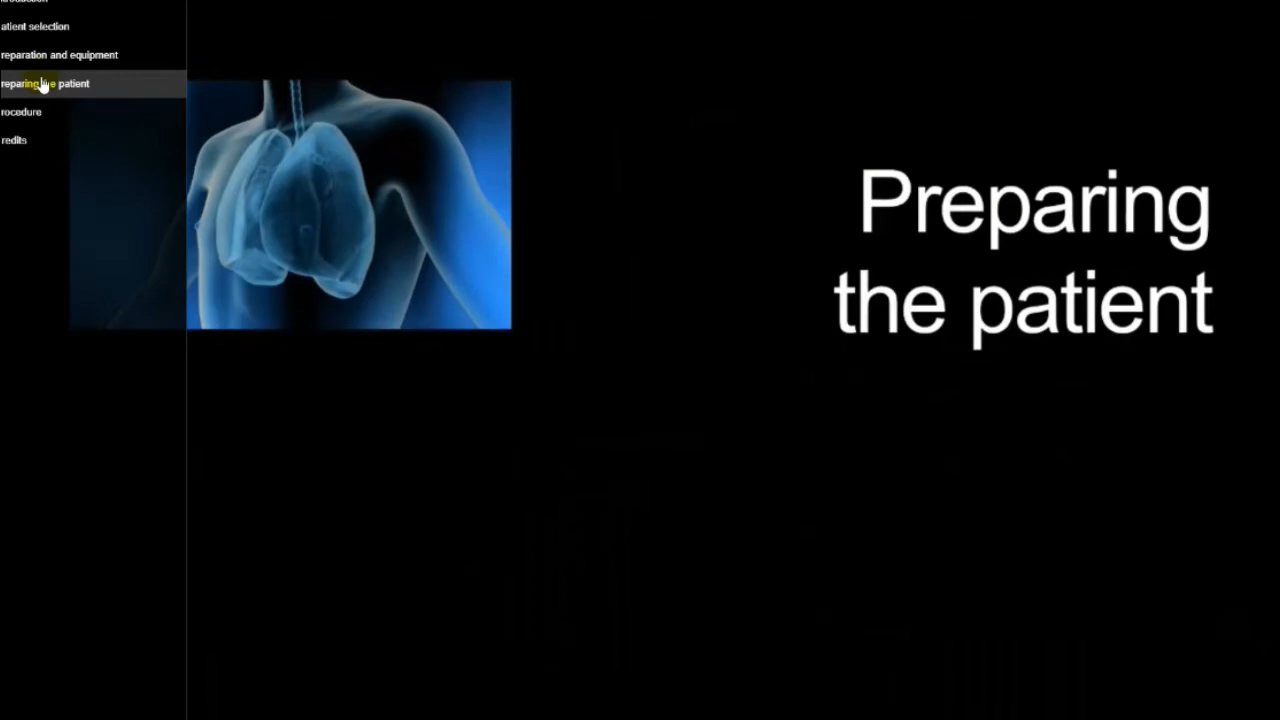 atient selection
reparation and equipment
reparing the patient
rocedure
redits
Preparing
the patient